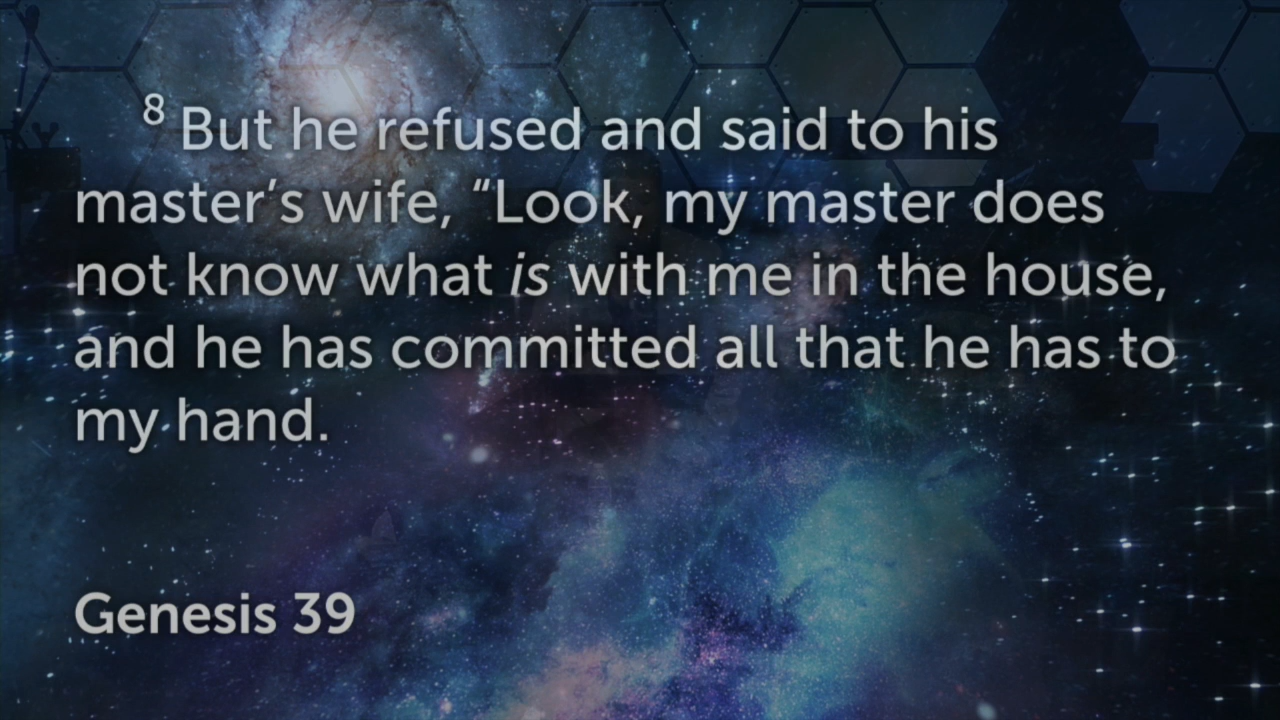 8 But he refused and said to his
master’s wife, “Look, my master does
not know what is with me in the house,
and he has committed all that he has to
my hand.
Genesis 39